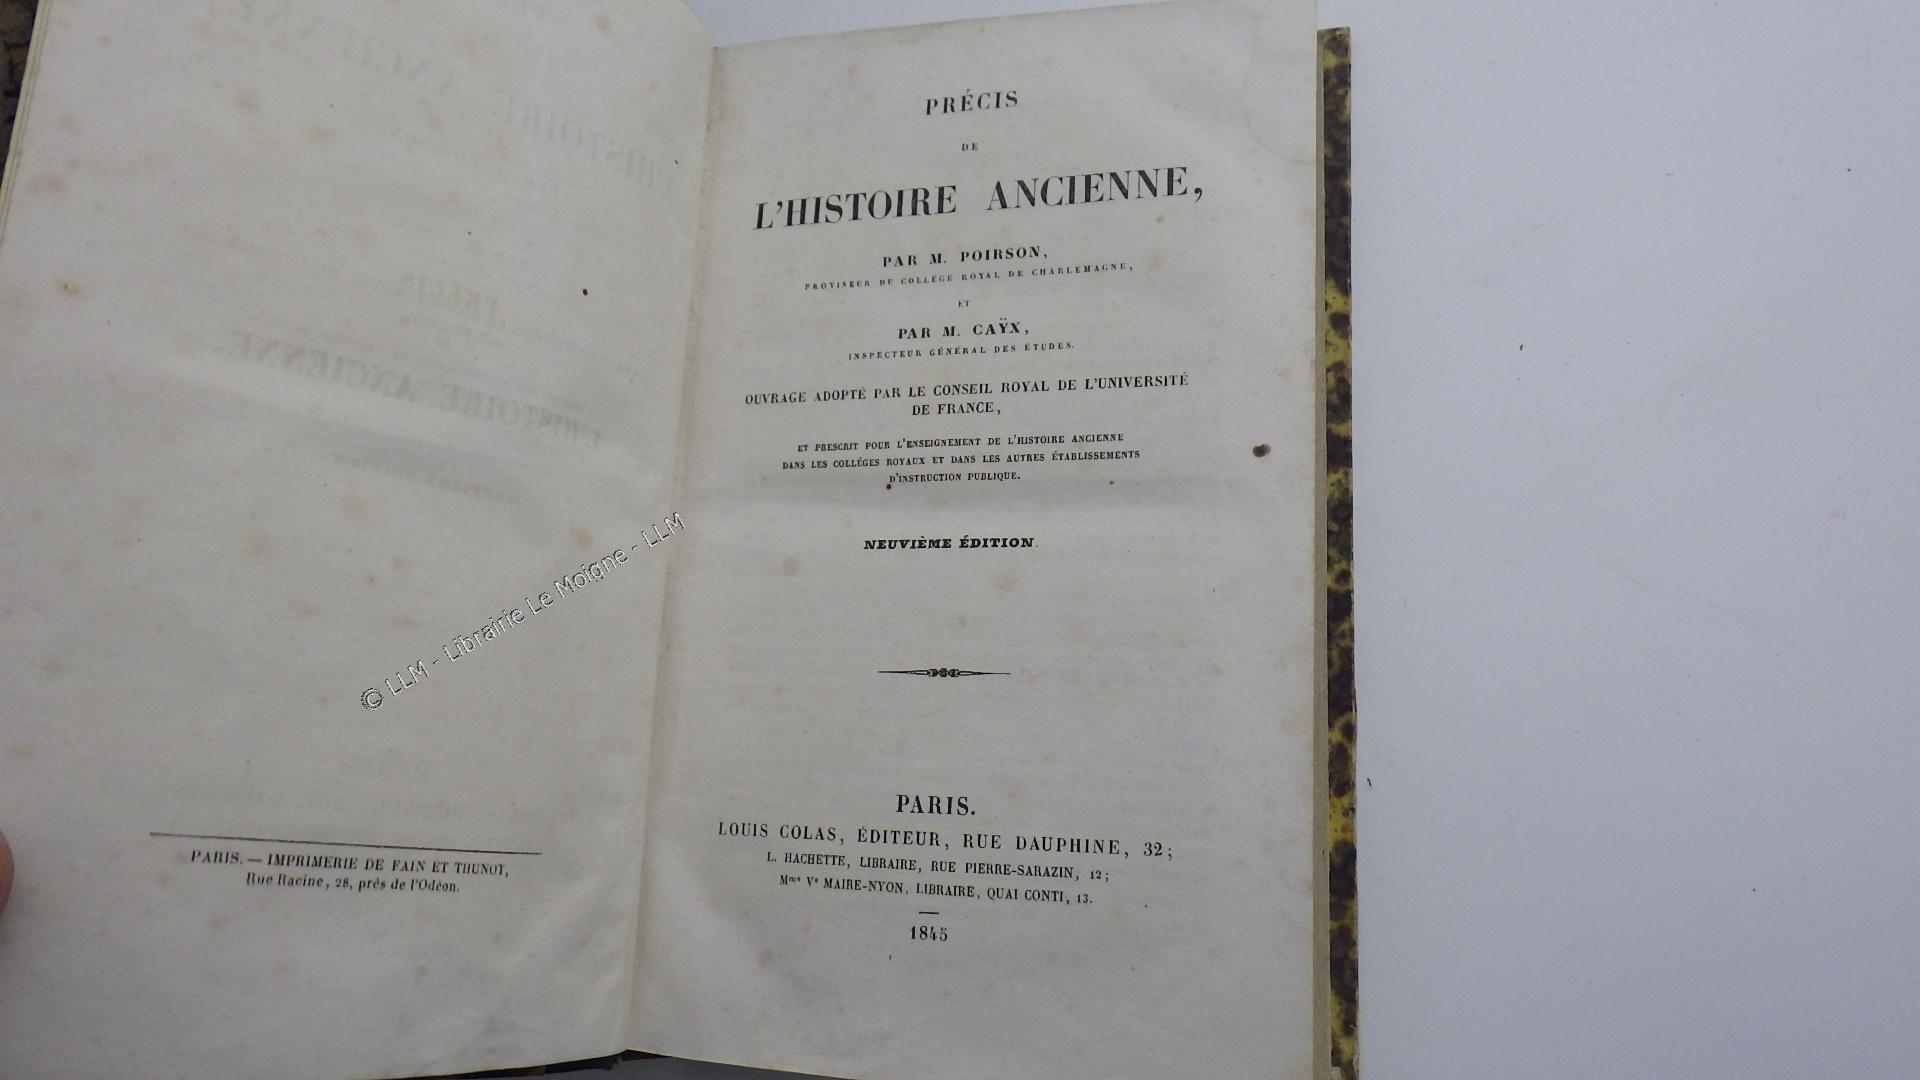 PARIS. — IMPRIMERIE DE FAIN ET THUNOT,
Rue Racine, 28, près de l'Odéon.
© LLM - Librairie Le Moigne - LLM
PRÉCIS
DE
L'HISTOIRE ANCIENNE,
PAR M. POIRSON,
PROVISEUR DU COLLÉGE ROYAL DE CHARLEMAGNE,
ET
PAR M. CAŸX,
INSPECTEUR GÉNÉRAL DES ÉTUDES.
OUVRAGE ADOPTÉ PAR LE CONSEIL ROYAL DE L'UNIVERSITÉ
DE FRANCE,
ET PRESCRIT POUR L'ENSEIGNEMENT DE L'HISTOIRE ANCIENNE
DANS LES COLLÉGES ROYAUX ET DANS LES AUTRES ÉTABLISSEMENTS
D'INSTRUCTION PUBLIQUE.
NEUVIÈME ÉDITION.
PARIS.
LOUIS COLAS, ÉDITEUR, RUE DAUPHINE, 32;
L. HACHETTE, LIBRAIRE, RUE PIERRE-SARAZIN, 12;
Mme Ve MAIRE-NYON, LIBRAIRE, QUAI CONTI, 13.
1845